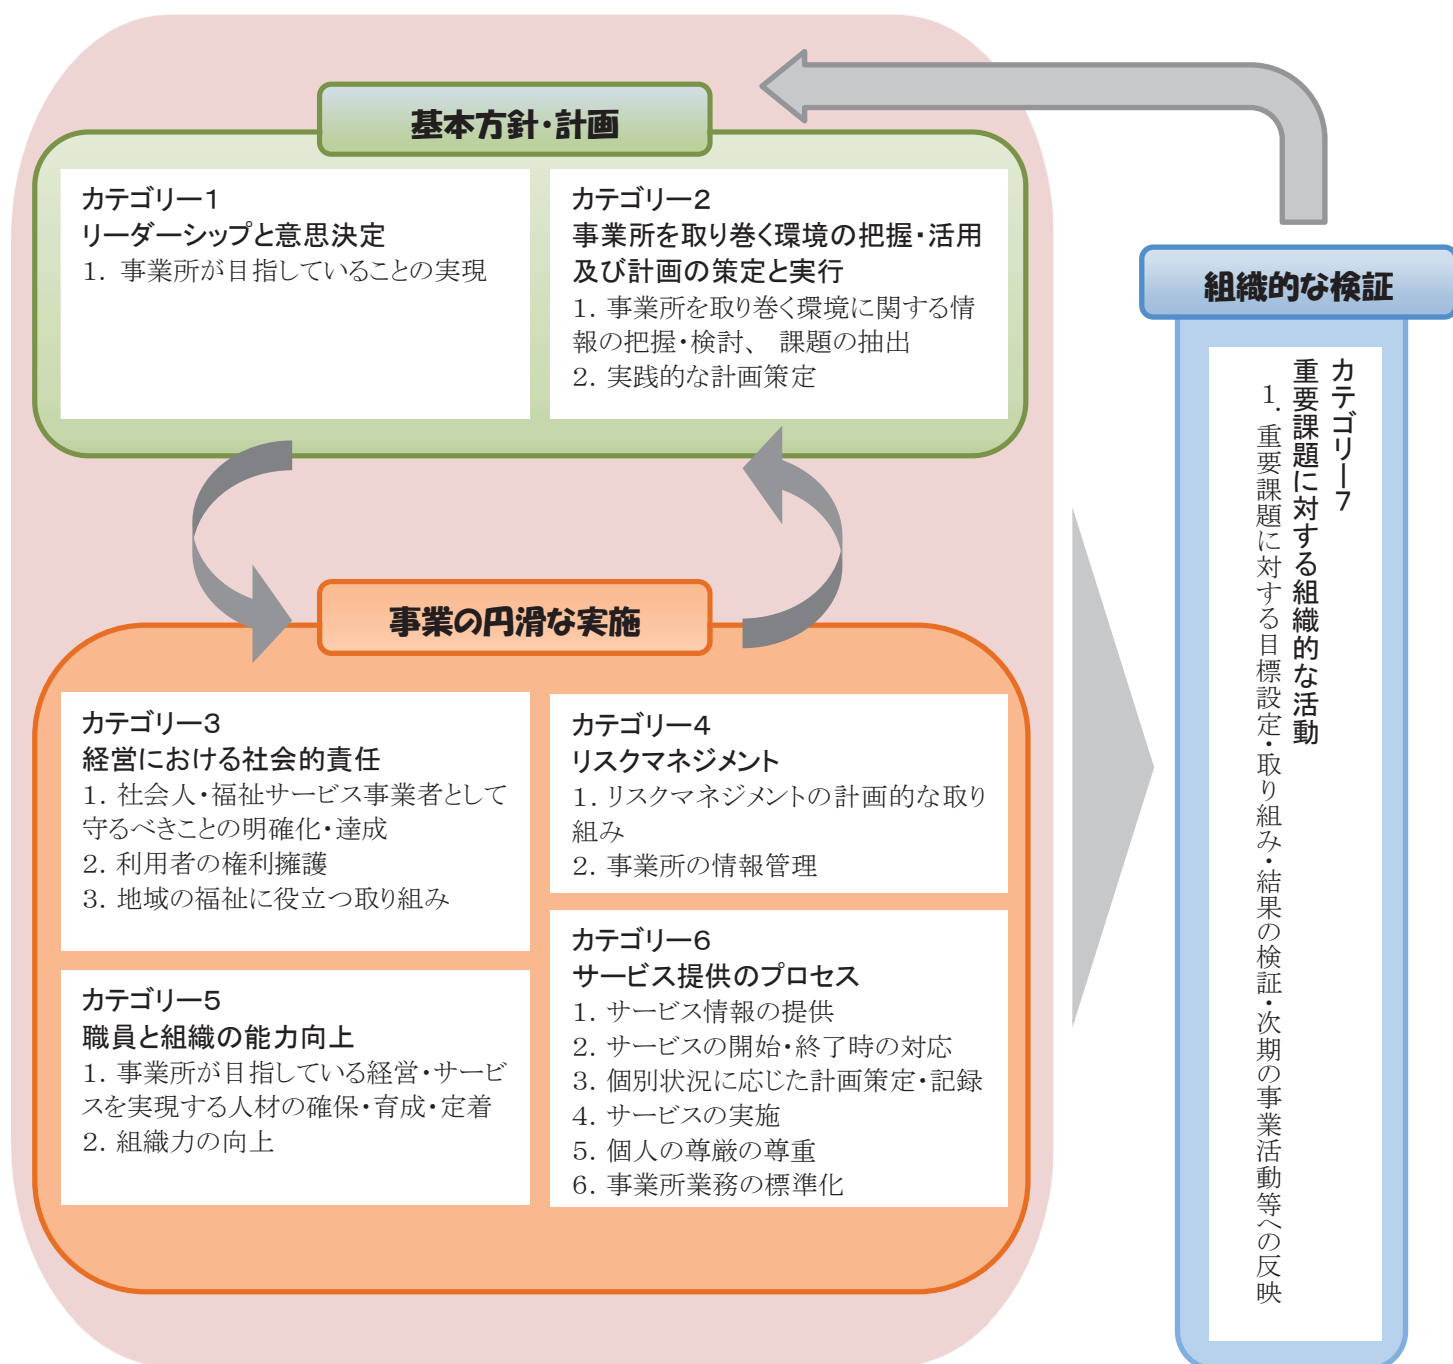 基本方針・計画
カテゴリー1
リーダーシップと意思決定
1. 事業所が目指していることの実現
カテゴリー2
事業所を取り巻く環境の把握・活用
及び計画の策定と実行
1. 事業所を取り巻く環境に関する情
報の把握・検討、 課題の抽出
2. 実践的な計画策定
事業の円滑な実施
カテゴリー3
経営における社会的責任
1. 社会人・福祉サービス事業者として
守るべきことの明確化・達成
2. 利用者の権利擁護
3. 地域の福祉に役立つ取り組み
カテゴリー4
リスクマネジメント
1. リスクマネジメントの計画的な取り
組み
2. 事業所の情報管理
カテゴリー5
職員と組織の能力向上
1. 事業所が目指している経営・サービ
スを実現する人材の確保・育成・定着
2. 組織力の向上
カテゴリー6
サービス提供のプロセス
1. サービス情報の提供
2. サービスの開始・終了時の対応
3. 個別状況に応じた計画策定・記録
4. サービスの実施
5. 個人の尊厳の尊重
6. 事業所業務の標準化
組織的な検証
カテゴリー7
重要課題に対する組織的な活動
1. 重要課題に対する目標設定・取り組み・結果の検証・次期の事業活動等への反映